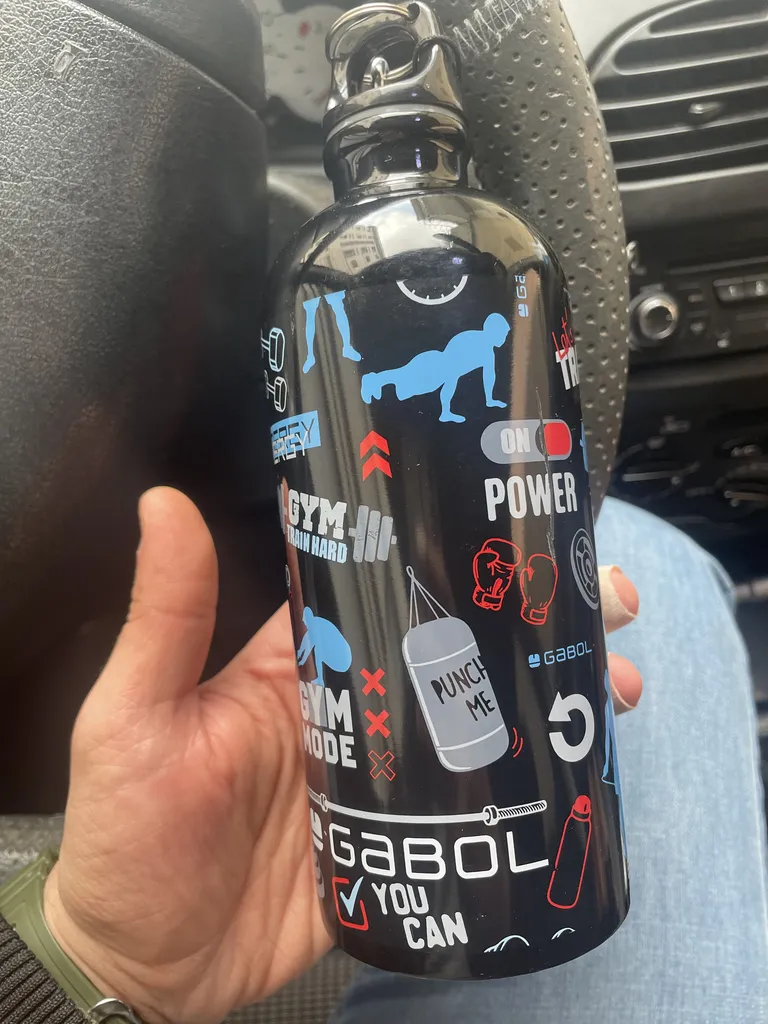 ON
POWER
GYM
TRAIN HARD
GABOL
PUNCH
ME
GYM
MODE
GABOL
YOU
CAN